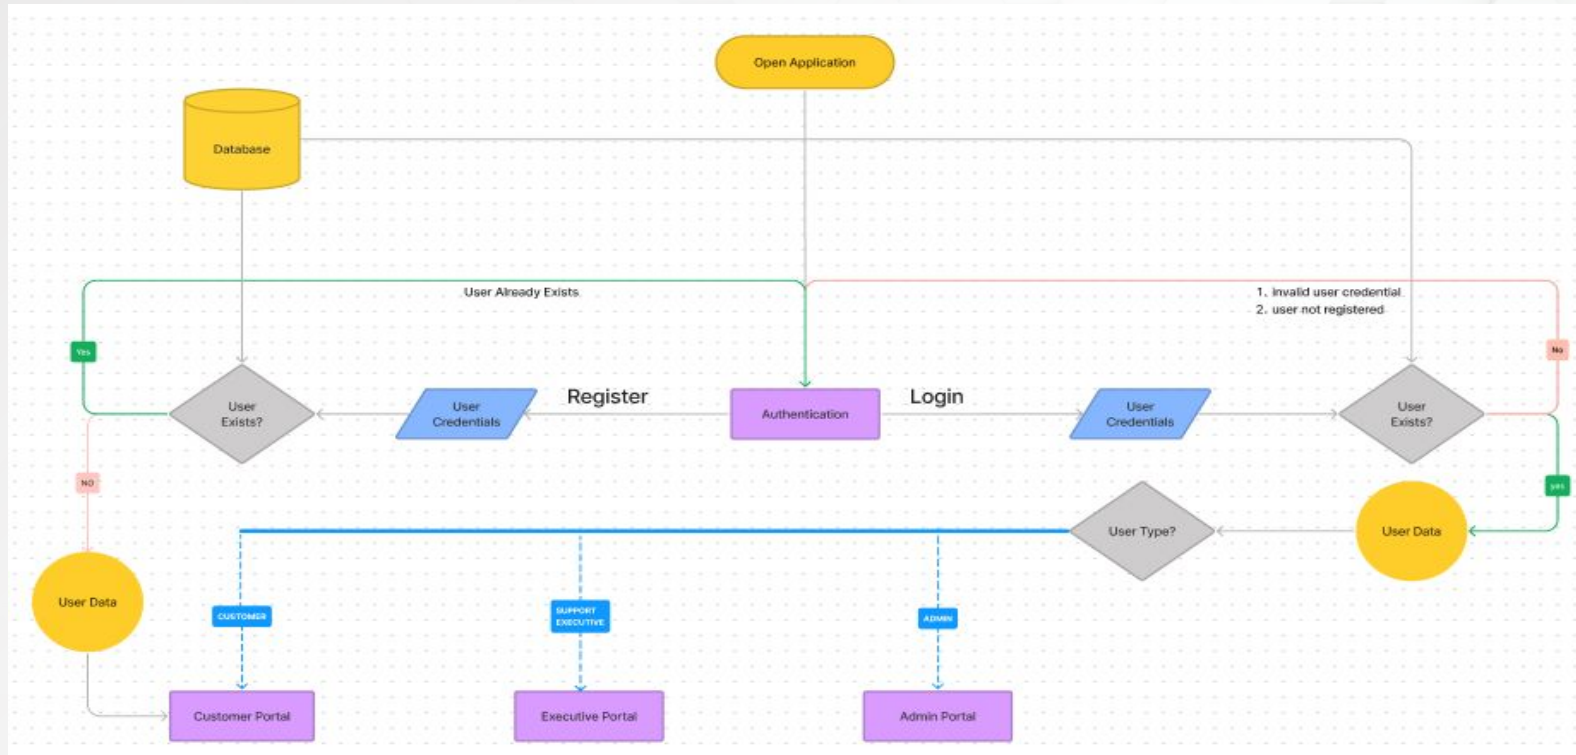 Open Application
Database
User Already Exists
1. invalid user credential
2. user not registered
Yes
No
User
Exists?
User
Credentials
Register
Authentication
Login
User
Credentials
User
Exists?
NO
yes
User Type?
User Data
User Data
CUSTOMER
SUPPORT
EXECUTIVE
ADMIN
Customer Portal
Executive Portal
Admin Portal